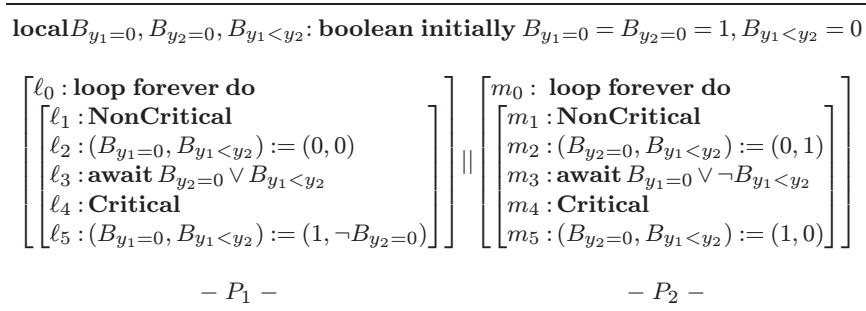 local B_{y_1=0}, B_{y_2=0}, B_{y_1<y_2}: boolean initially B_{y_1=0} = B_{y_2=0} = 1, B_{y_1<y_2} = 0
ℓ_0 : loop forever do || m_0 : loop forever do
ℓ_1 : NonCritical m_1 : NonCritical
ℓ_2 : (B_{y_1=0}, B_{y_1<y_2}) := (0, 0) m_2 : (B_{y_2=0}, B_{y_1<y_2}) := (0, 1)
ℓ_3 : await B_{y_2=0} ∨ B_{y_1<y_2} m_3 : await B_{y_1=0} ∨ ¬B_{y_1<y_2}
ℓ_4 : Critical m_4 : Critical
ℓ_5 : (B_{y_1=0}, B_{y_1<y_2}) := (1, ¬B_{y_2=0}) m_5 : (B_{y_2=0}, B_{y_1<y_2}) := (1, 0)
− P_1 − − P_2 −